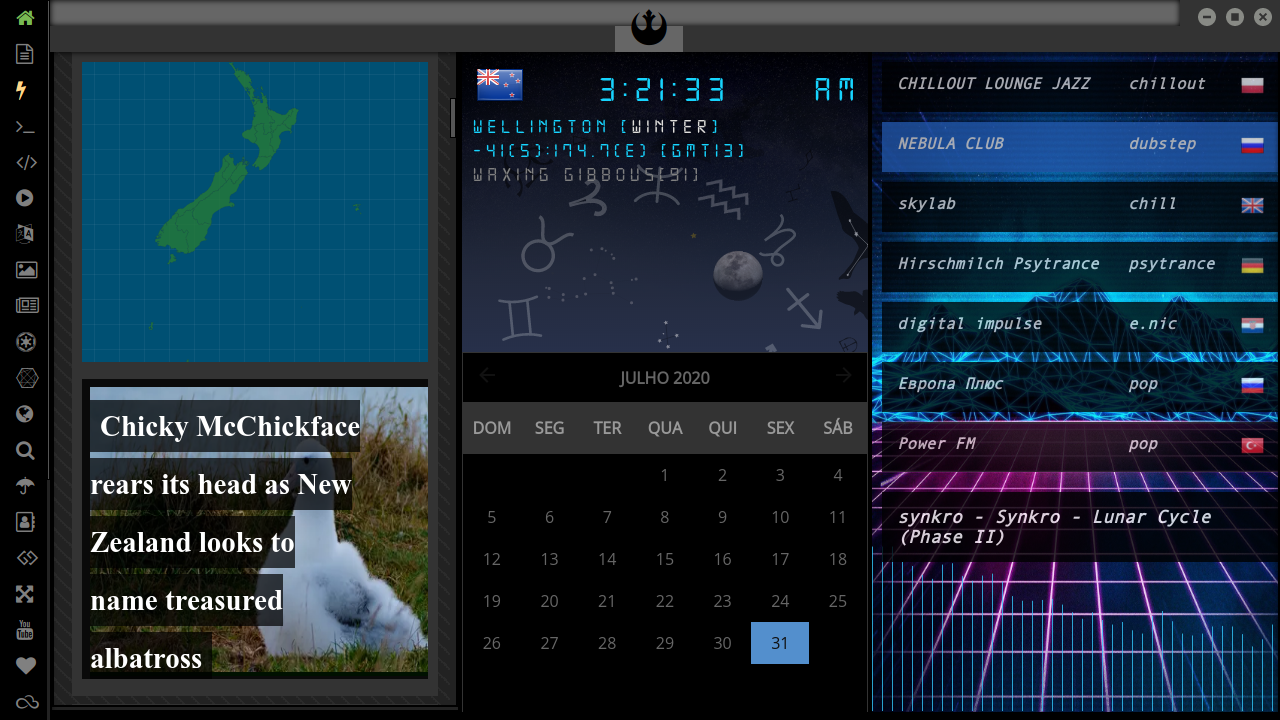 Chicky McChickface
rears its head as New
Zealand looks to
name treasured
albatross
3:21:33 AM
WELLINGTON (WINTER)
-41(S):174.7(E) (GMT13)
WAXING GIBBOUS(91)
JULHO 2020
DOM SEG TER QUA QUI SEX SÁB
1 2 3 4
5 6 7 8 9 10 11
12 13 14 15 16 17 18
19 20 21 22 23 24 25
26 27 28 29 30 31
CHILLOUT LOUNGE JAZZ chillout
NEBULA CLUB dubstep
skylab chill
Hirschmilch Psytrance psytrance
digital impulse e.nic
Европа Плюс pop
Power FM pop
synkro - Synkro - Lunar Cycle
(Phase II)
You
Tube